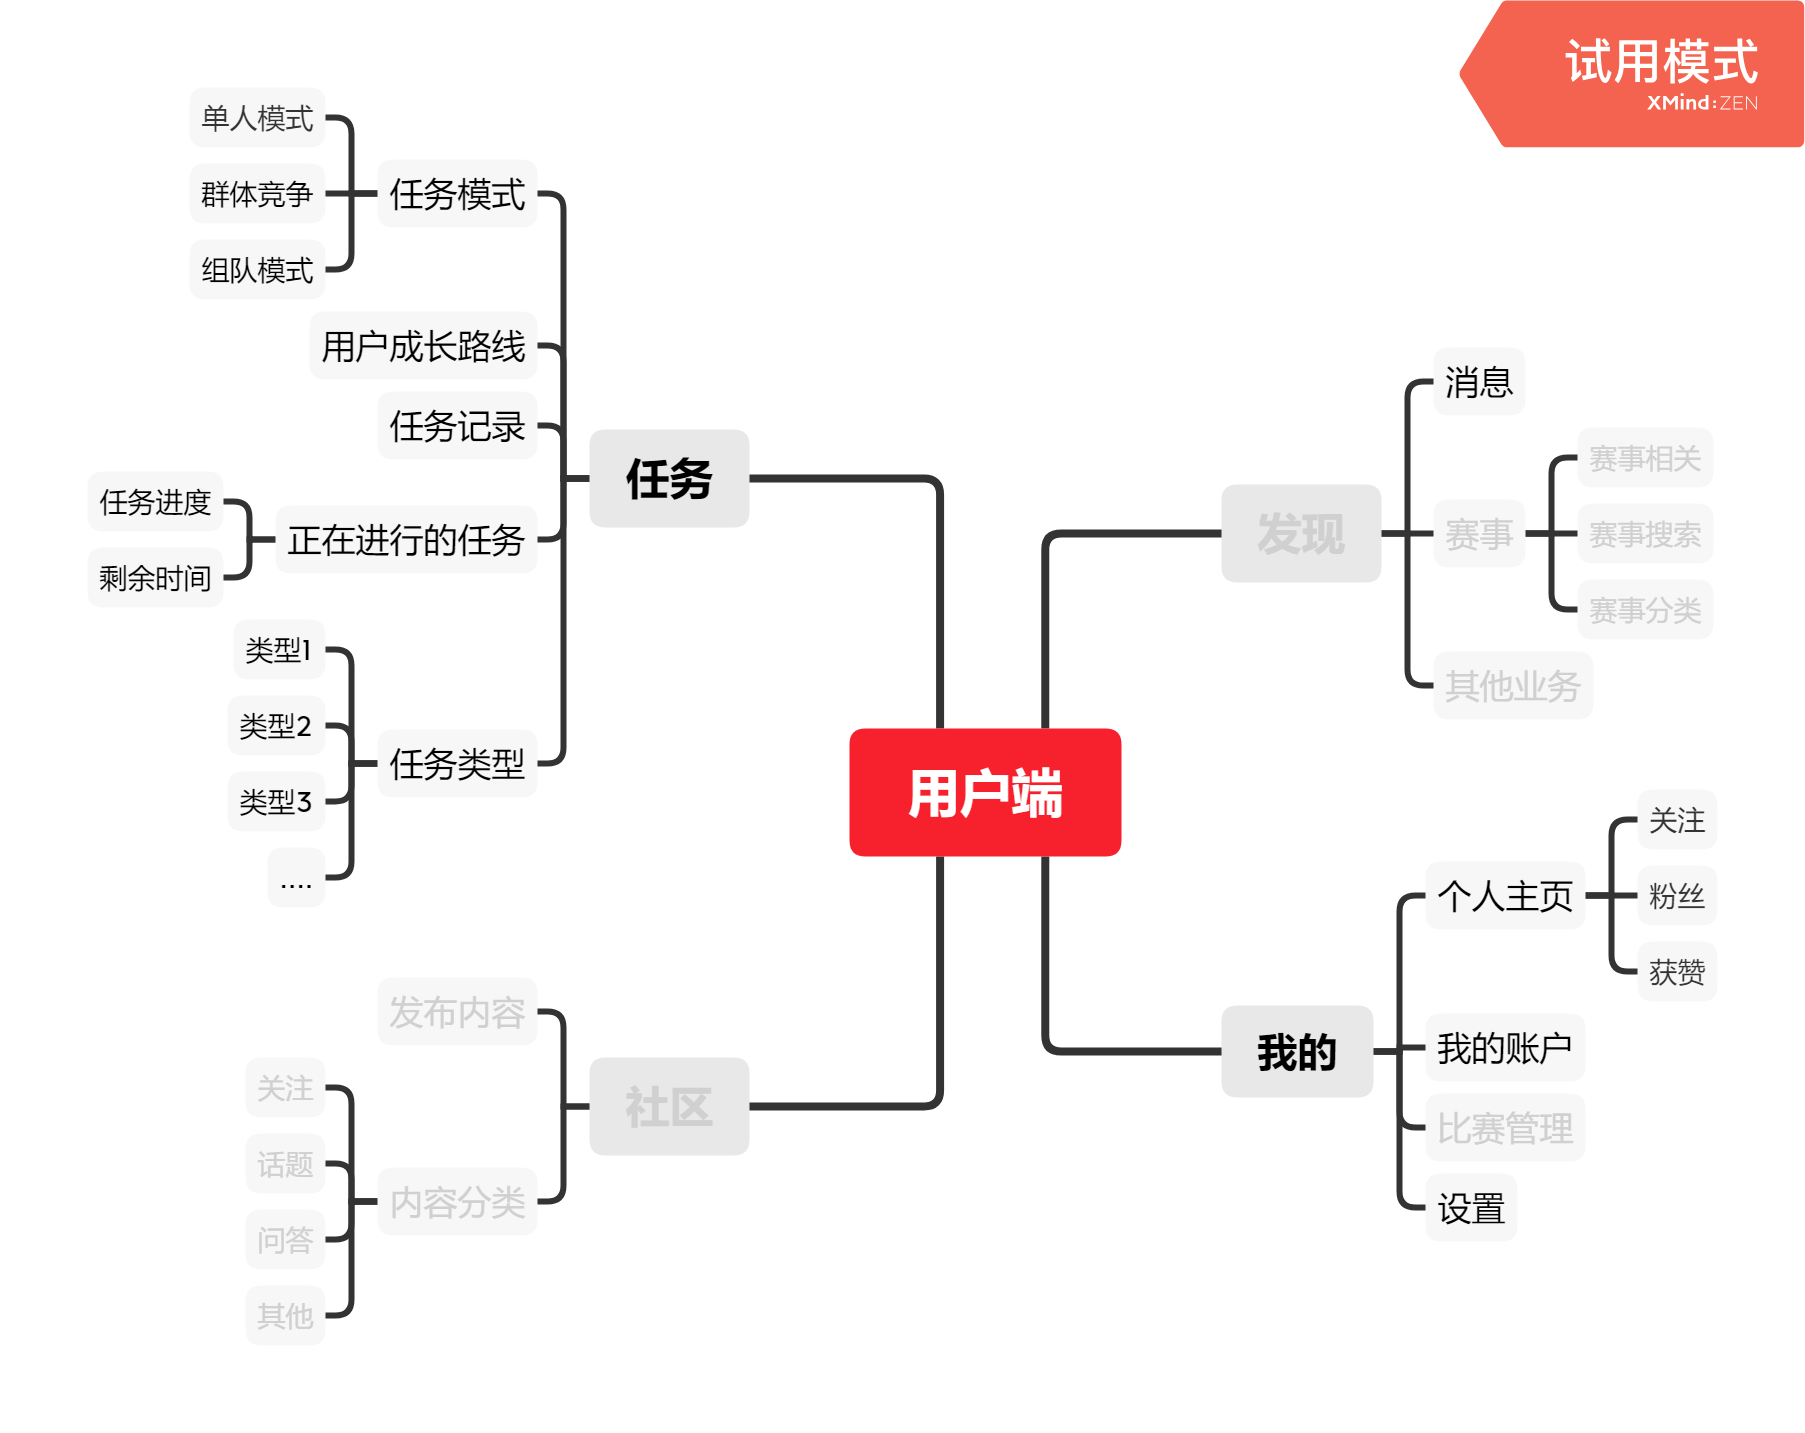 试用模式
XMind:ZEN
用户端
任务
任务模式
单人模式
群体竞争
组队模式
用户成长路线
任务记录
正在进行的任务
任务进度
剩余时间
任务类型
类型1
类型2
类型3
....
社区
发布内容
内容分类
关注
话题
问答
其他
发现
消息
赛事
赛事相关
赛事搜索
赛事分类
其他业务
我的
个人主页
关注
粉丝
获赞
我的账户
比赛管理
设置